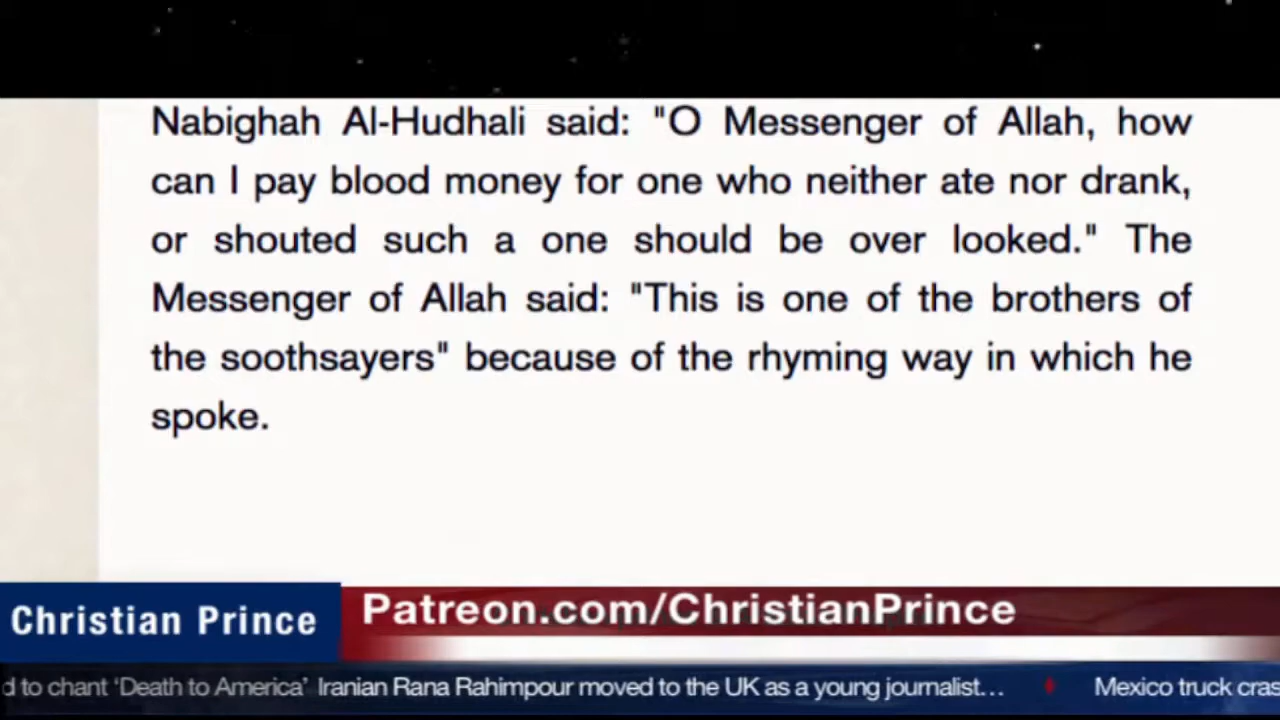 Nabighah Al-Hudhali said: "O Messenger of Allah, how
can I pay blood money for one who neither ate nor drank,
or shouted such a one should be over looked." The
Messenger of Allah said: "This is one of the brothers of
the soothsayers" because of the rhyming way in which he
spoke.
Christian Prince
Patreon.com/ChristianPrince
d to chant 'Death to America' Iranian Rana Rahimpour moved to the UK as a young journalist... Mexico truck cras